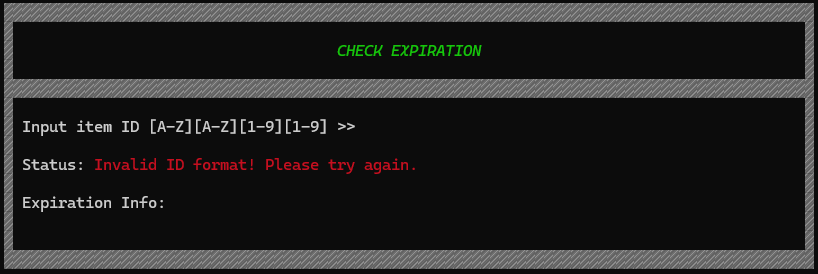 CHECK EXPIRATION
Input item ID [A-Z][A-Z][1-9][1-9] >>
Status: Invalid ID format! Please try again.
Expiration Info: